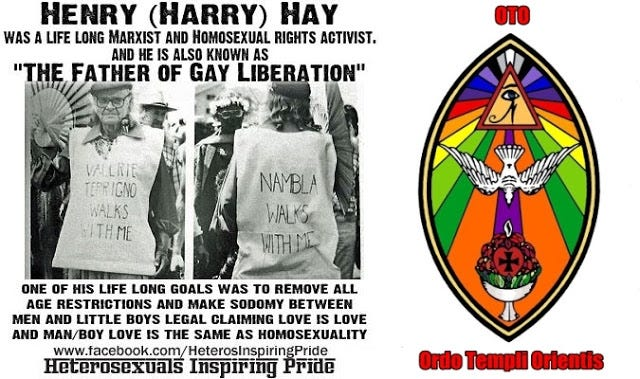 HENRY (HARRY) HAY
WAS A LIFE LONG MARXIST AND HOMOSEXUAL RIGHTS ACTIVIST.
AND HE IS ALSO KNOWN AS
"THE FATHER OF GAY LIBERATION"
VALERIE
TERRIGNO
WALKS
WITH ME
NAMBLA
WALKS
WITH ME
ONE OF HIS LIFE LONG GOALS WAS TO REMOVE ALL
AGE RESTRICTIONS AND MAKE SODOMY BETWEEN
MEN AND LITTLE BOYS LEGAL CLAIMING LOVE IS LOVE
AND MAN/BOY LOVE IS THE SAME AS HOMOSEXUALITY
www.facebook.com/HeterosInspiringPride
Heterosexuals Inspiring Pride
OTO
Ordo Templi Orientis